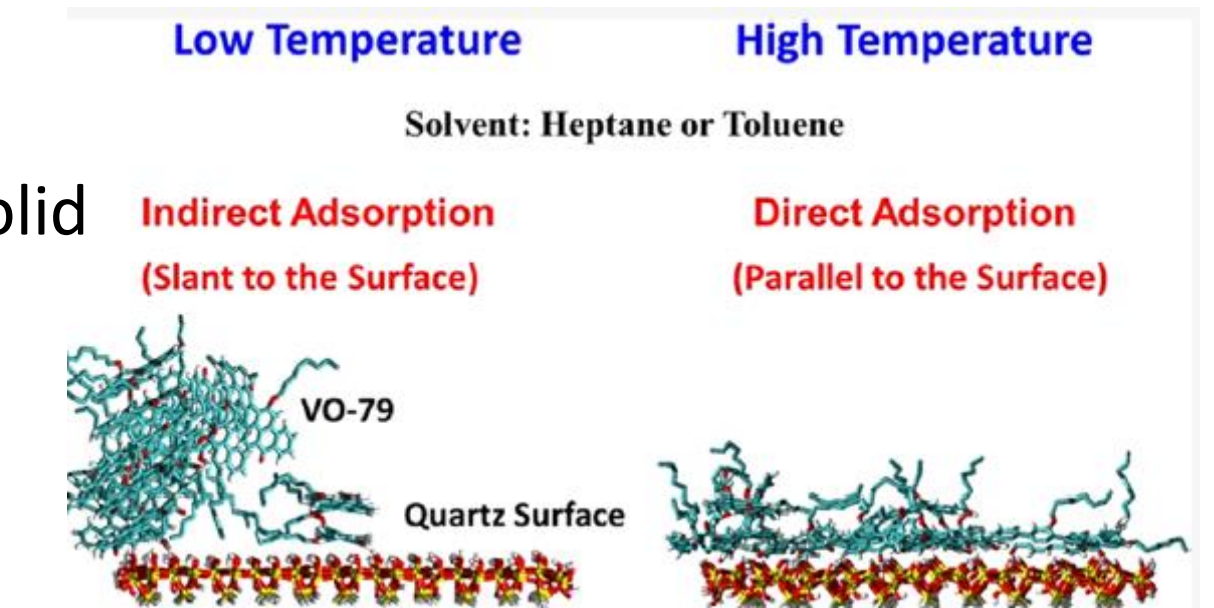 Low Temperature High Temperature
Solvent: Heptane or Toluene
olid Indirect Adsorption Direct Adsorption
(Slant to the Surface) (Parallel to the Surface)
VO-79
Quartz Surface